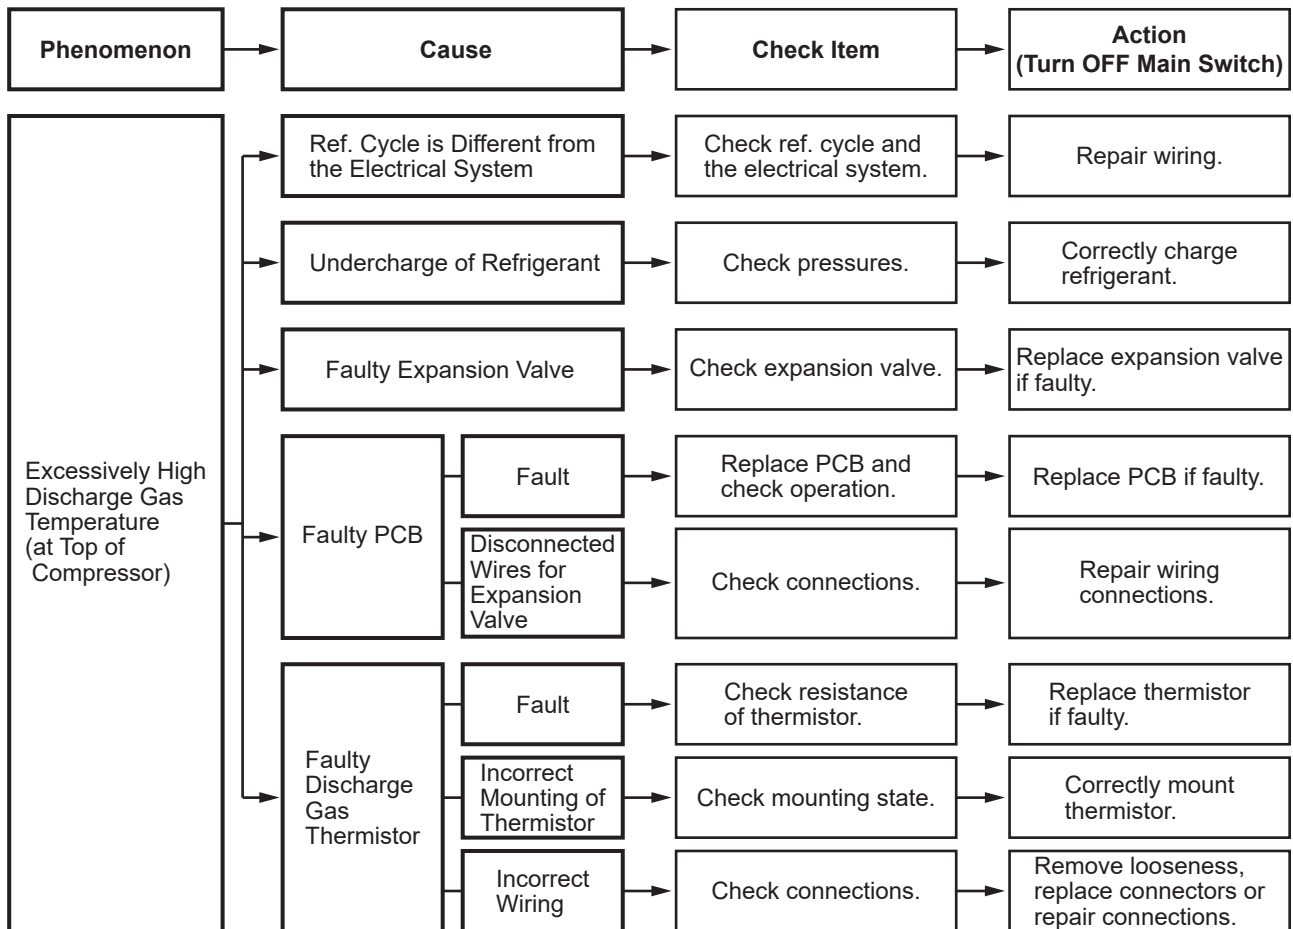 Phenomenon
Cause
Check Item
Action
(Turn OFF Main Switch)
Excessively High
Discharge Gas
Temperature
(at Top of
Compressor)
Ref. Cycle is Different from
the Electrical System
Check ref. cycle and
the electrical system.
Repair wiring.
Undercharge of Refrigerant
Check pressures.
Correctly charge
refrigerant.
Faulty Expansion Valve
Check expansion valve.
Replace expansion valve
if faulty.
Faulty PCB
Fault
Replace PCB and
check operation.
Replace PCB if faulty.
Disconnected
Wires for
Expansion
Valve
Check connections.
Repair wiring
connections.
Faulty
Discharge
Gas
Thermistor
Fault
Check resistance
of thermistor.
Replace thermistor
if faulty.
Incorrect
Mounting of
Thermistor
Check mounting state.
Correctly mount
thermistor.
Incorrect
Wiring
Check connections.
Remove looseness,
replace connectors or
repair connections.